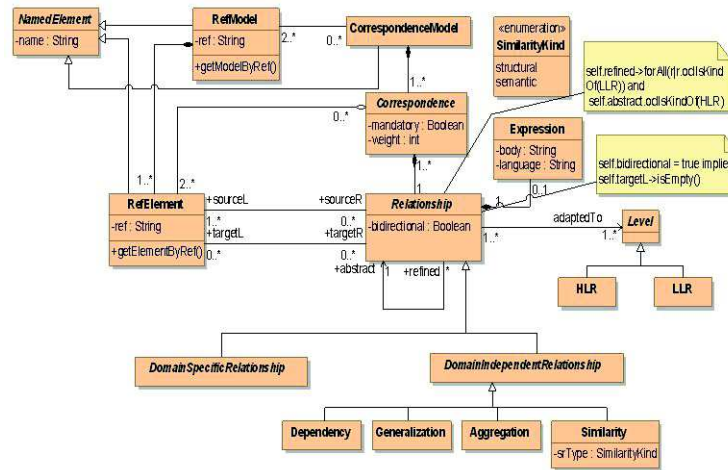 NamedElement
-name : String
RefModel
-ref : String
+getModelByRef()
2..*
0..*
CorrespondenceModel
«enumeration»
SimilarityKind
structural
semantic
self.refined->forAll(r|r.oclIsKind
Of(LLR)) and
self.abstract.oclIsKindOf(HLR)
1..*
0..*
Correspondence
-mandatory : Boolean
-weight : int
Expression
-body : String
-language : String
self.bidirectional = true implie
self.targetL->isEmpty()
1..*
2..*
1..*
1
1
0..1
RefElement
-ref : String
+getElementByRef()
+sourceL
1..*
+targetL
0..*
+sourceR
0..*
+targetR
0..*
Relationship
-bidirectional : Boolean
1..*
adaptedTo
1..*
Level
+abstract
1
+refined
*
HLR
LLR
DomainSpecificRelationship
DomainIndependentRelationship
Dependency
Generalization
Aggregation
Similarity
-srType : SimilarityKind